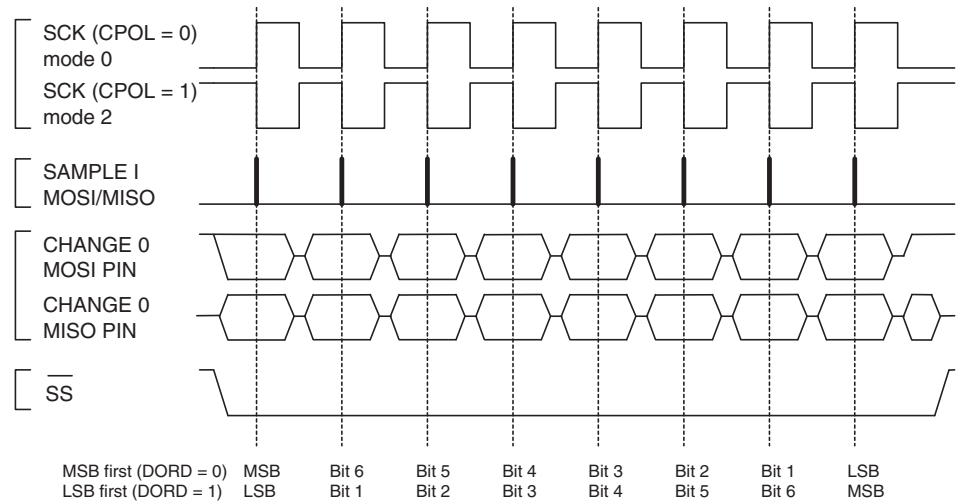 SCK (CPOL = 0)
mode 0
SCK (CPOL = 1)
mode 2
SAMPLE I
MOSI/MISO
CHANGE 0
MOSI PIN
CHANGE 0
MISO PIN
SS
MSB first (DORD = 0) MSB Bit 6 Bit 5 Bit 4 Bit 3 Bit 2 Bit 1 LSB
LSB first (DORD = 1) LSB Bit 1 Bit 2 Bit 3 Bit 4 Bit 5 Bit 6 MSB